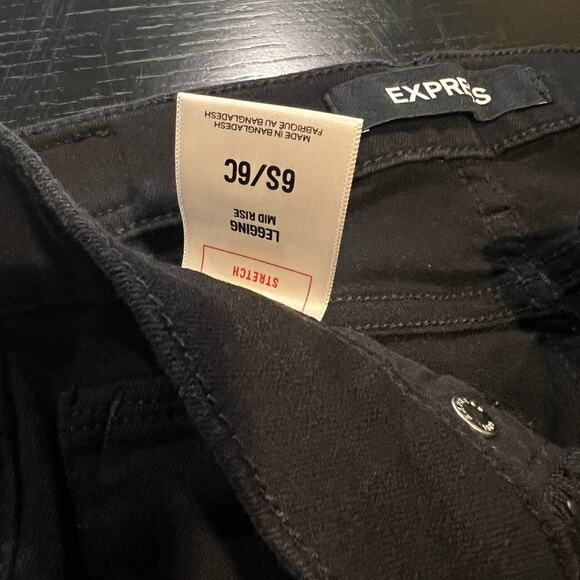 EXPRESS
STRETCH
MID RISE
LEGGING
6S/6C
FABRIQUÉ AU BANGLADESH
MADE IN BANGLADESH